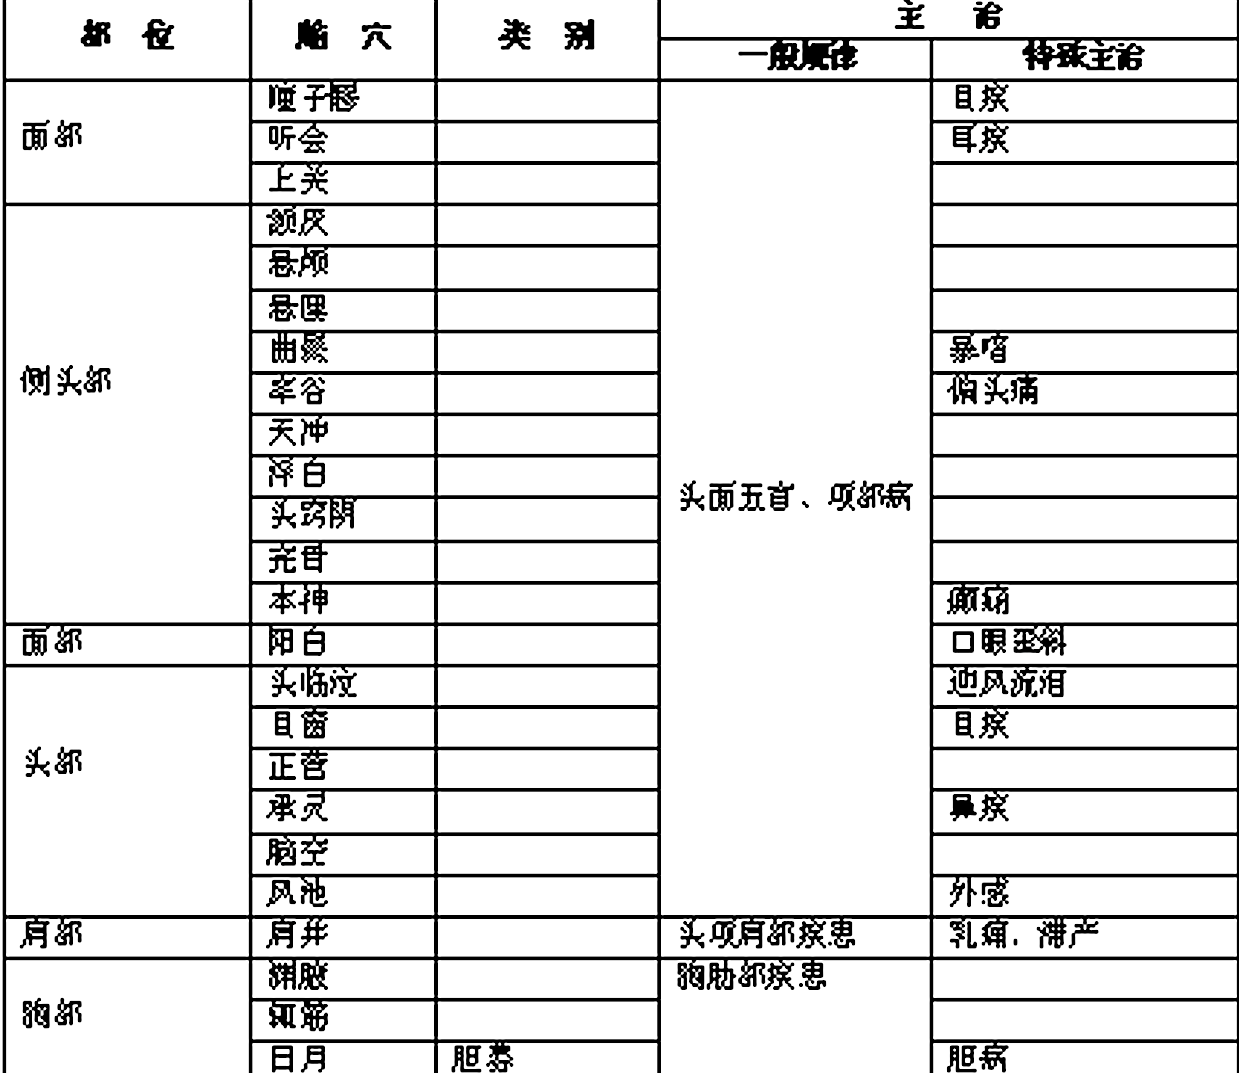 部 位 腧 穴 类 别 主 治
一般规律 特殊主治
面部 瞳子髎 头面五官、项部病 目疾
听会 耳疾
上关
侧头部 颔厌
悬颅
悬厘
曲鬓 暴喑
率谷 偏头痛
天冲
浮白
头窍阴
完骨
本神 癫痫
面部 阳白 口眼歪斜
头部 头临泣 迎风流泪
目窗 目疾
正营
承灵 鼻疾
脑空
风池 外感
肩部 肩井 头项肩部疾患 乳痈、滞产
胸部 渊腋 胸胁部疾患
辄筋
日月 胆募 胆病